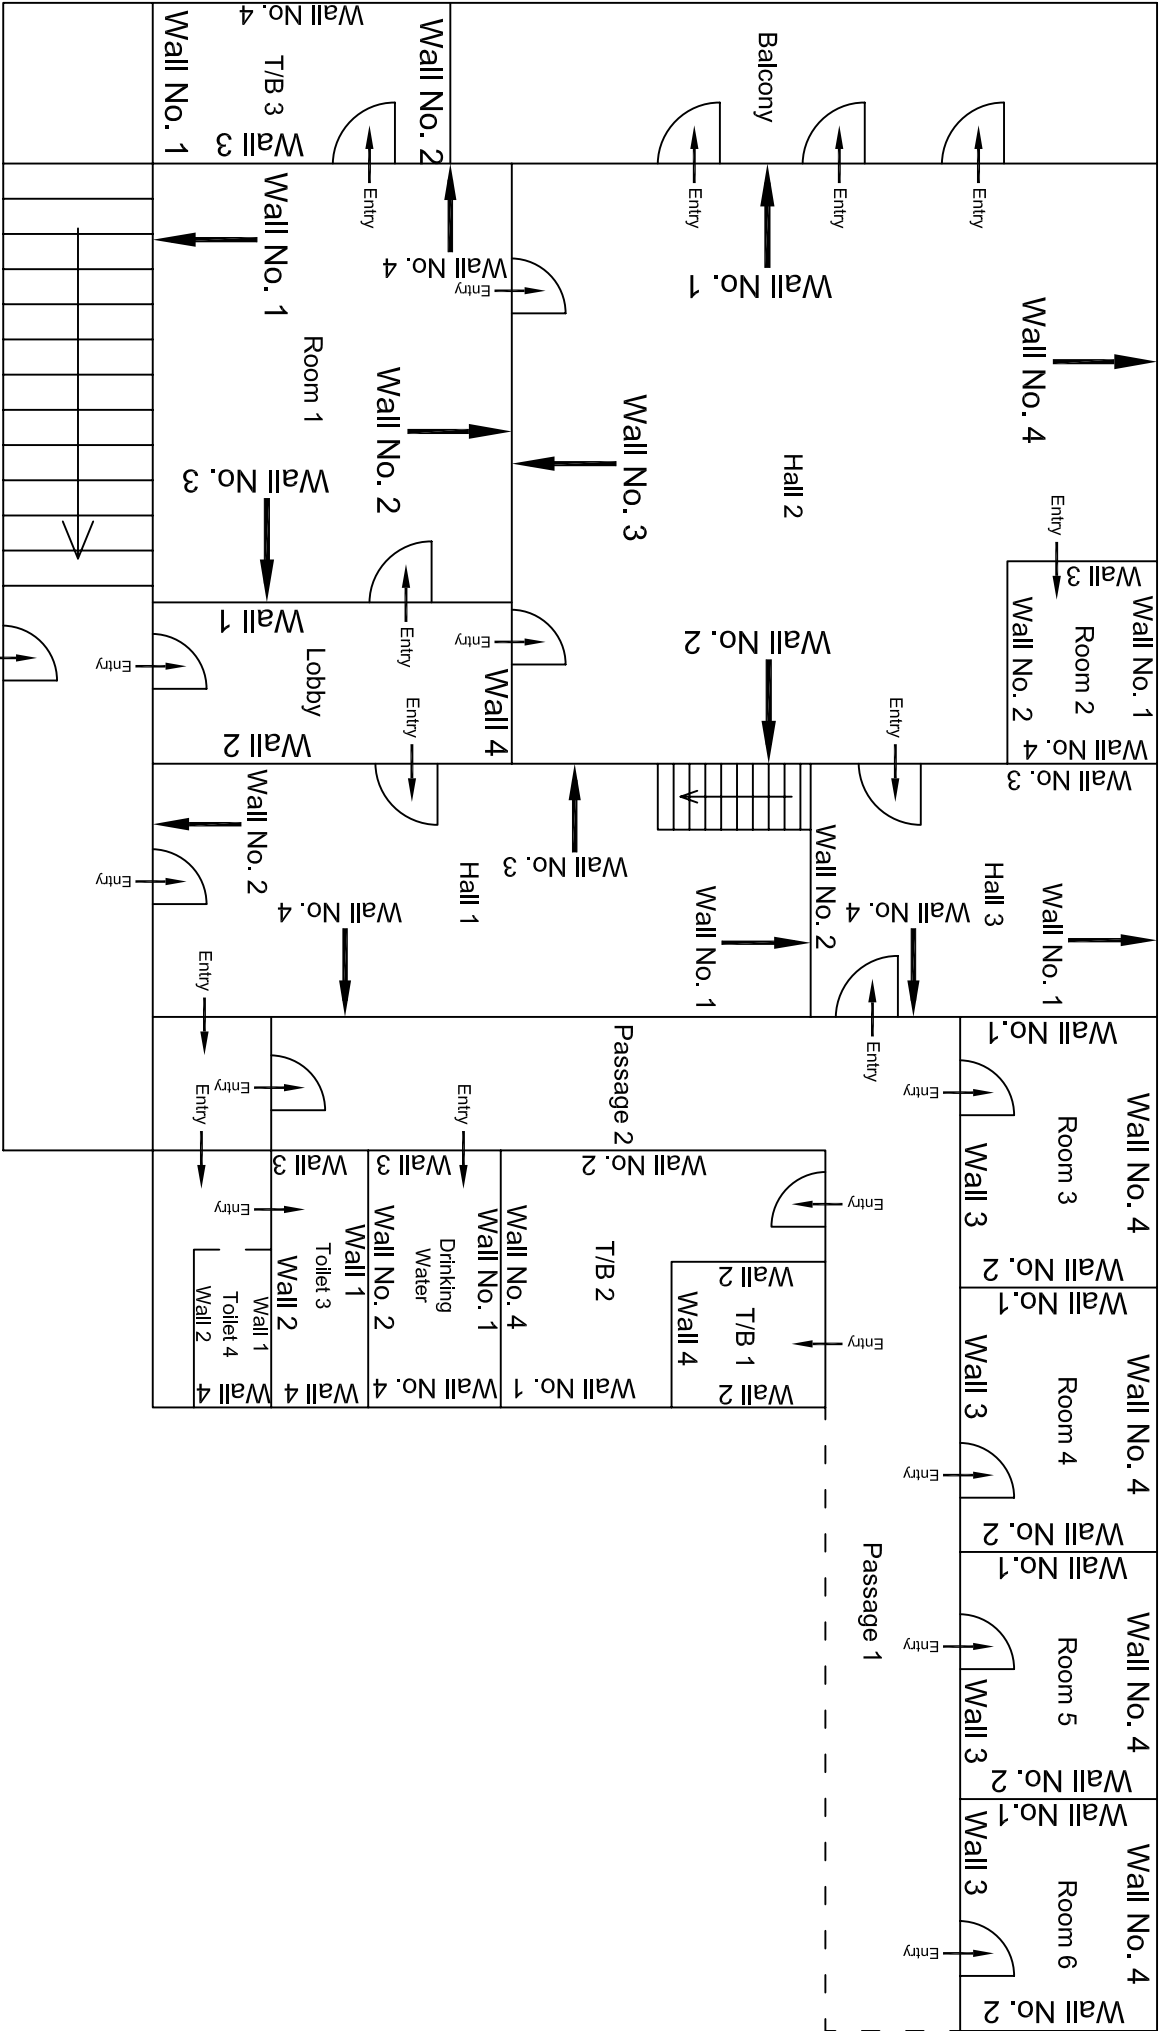 Wall No. 4
Wall No. 1
T/B 3
Wall 3
Wall No. 2
Entry
Balcony
Entry
Entry
Entry
Wall No. 1
Room 1
Wall No. 4
Entry
Wall No. 2
Wall No. 3
Entry
Wall No. 1
Wall No. 3
Hall 2
Wall No. 4
Wall No. 2
Entry
Entry
Wall 3
Wall No. 1
Room 2
Wall No. 2
Wall No. 4
Wall 1
Lobby
Wall 2
Wall 4
Entry
Entry
Entry
Wall No. 2
Entry
Hall 1
Wall No. 3
Wall No. 4
Wall No. 1
Wall No. 3
Wall No. 2
Hall 3
Wall No. 4
Wall No. 1
Entry
Entry
Entry
Entry
Entry
Passage 2
Wall No.1
Entry
Wall No. 4
Room 3
Wall 3
Wall No. 2
Wall 3
Wall 3
Wall No. 2
Entry
Entry
Wall 1
Toilet 3
Wall 2
Wall 4
Wall 1
Toilet 4
Wall 2
Wall 4
Wall No. 1
Drinking
Water
Wall No. 2
Wall No. 4
Wall No. 4
T/B 2
Wall No. 1
Wall 2
T/B 1
Wall 4
Wall 2
Entry
Wall No.1
Wall No. 4
Room 4
Wall 3
Entry
Wall No. 2
Passage 1
Wall No.1
Wall No. 4
Room 5
Entry
Wall 3
Wall No. 2
Wall No.1
Wall No. 4
Room 6
Wall 3
Entry
Wall No. 2